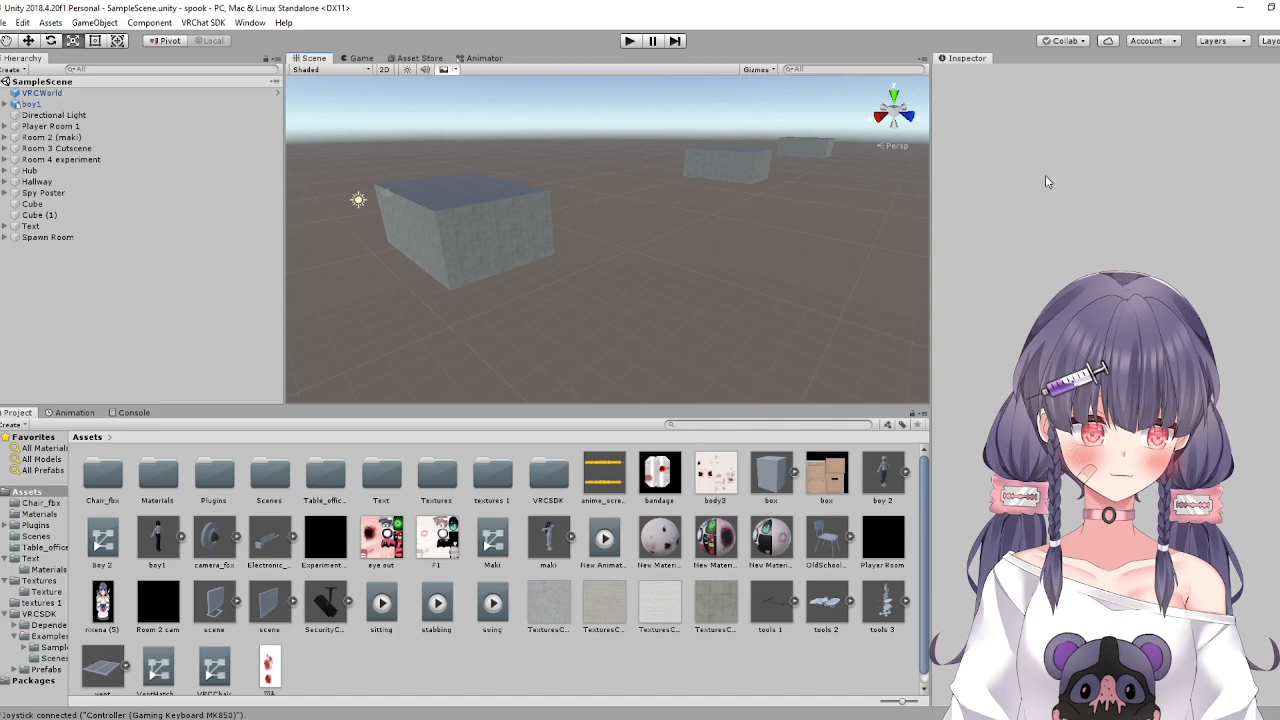 Unity 2018.4.20f1 Personal - SampleScene.unity - spook - PC, Mac & Linux Standalone <DX11>
le Edit Assets GameObject Component VRChat SDK Window Help
Pivot Local Collab Account Layers Layo
Hierarchy Scene Game Asset Store Animator Inspector
Create All Shaded 2D Gizmos All
SampleScene
VRCWorld
boy1
Directional Light
Player Room 1
Room 2 (maki)
Room 3 Cutscene
Room 4 experiment
Hub
Hallway
Spy Poster
Cube
Cube (1)
Text
Spawn Room
y
Persp
Project Animation Console
Create
Favorites
All Material
All Models
All Prefabs
Assets
Chair_fbx
Materials
Plugins
Scenes
Table_offic
Text
Materials
Textures
Texture
textures 1
VRCSDK
Depende
Examples
Sampl
Scenes
Prefabs
Packages
Assets
Chair_fbx Materials Plugins Scenes Table_offic... Text Textures textures 1 VRCSDK anime_scre... bandage body3 box box boy 2
Boy 2 boy1 camera_fbx Electronic_... Experiment ... eye out F1 Maki maki New Animat... New Materi... New Materi... New Materi... OldSchool... Player Room
rixena (5) Room 2 cam scene scene SecurityC... sitting stabbing swing TexturesC... TexturesC... TexturesC... TexturesC... tools 1 tools 2 tools 3
vent VentHatch VRCChair
Joystick connected ("Controller (Gaming Keyboard MK850)").